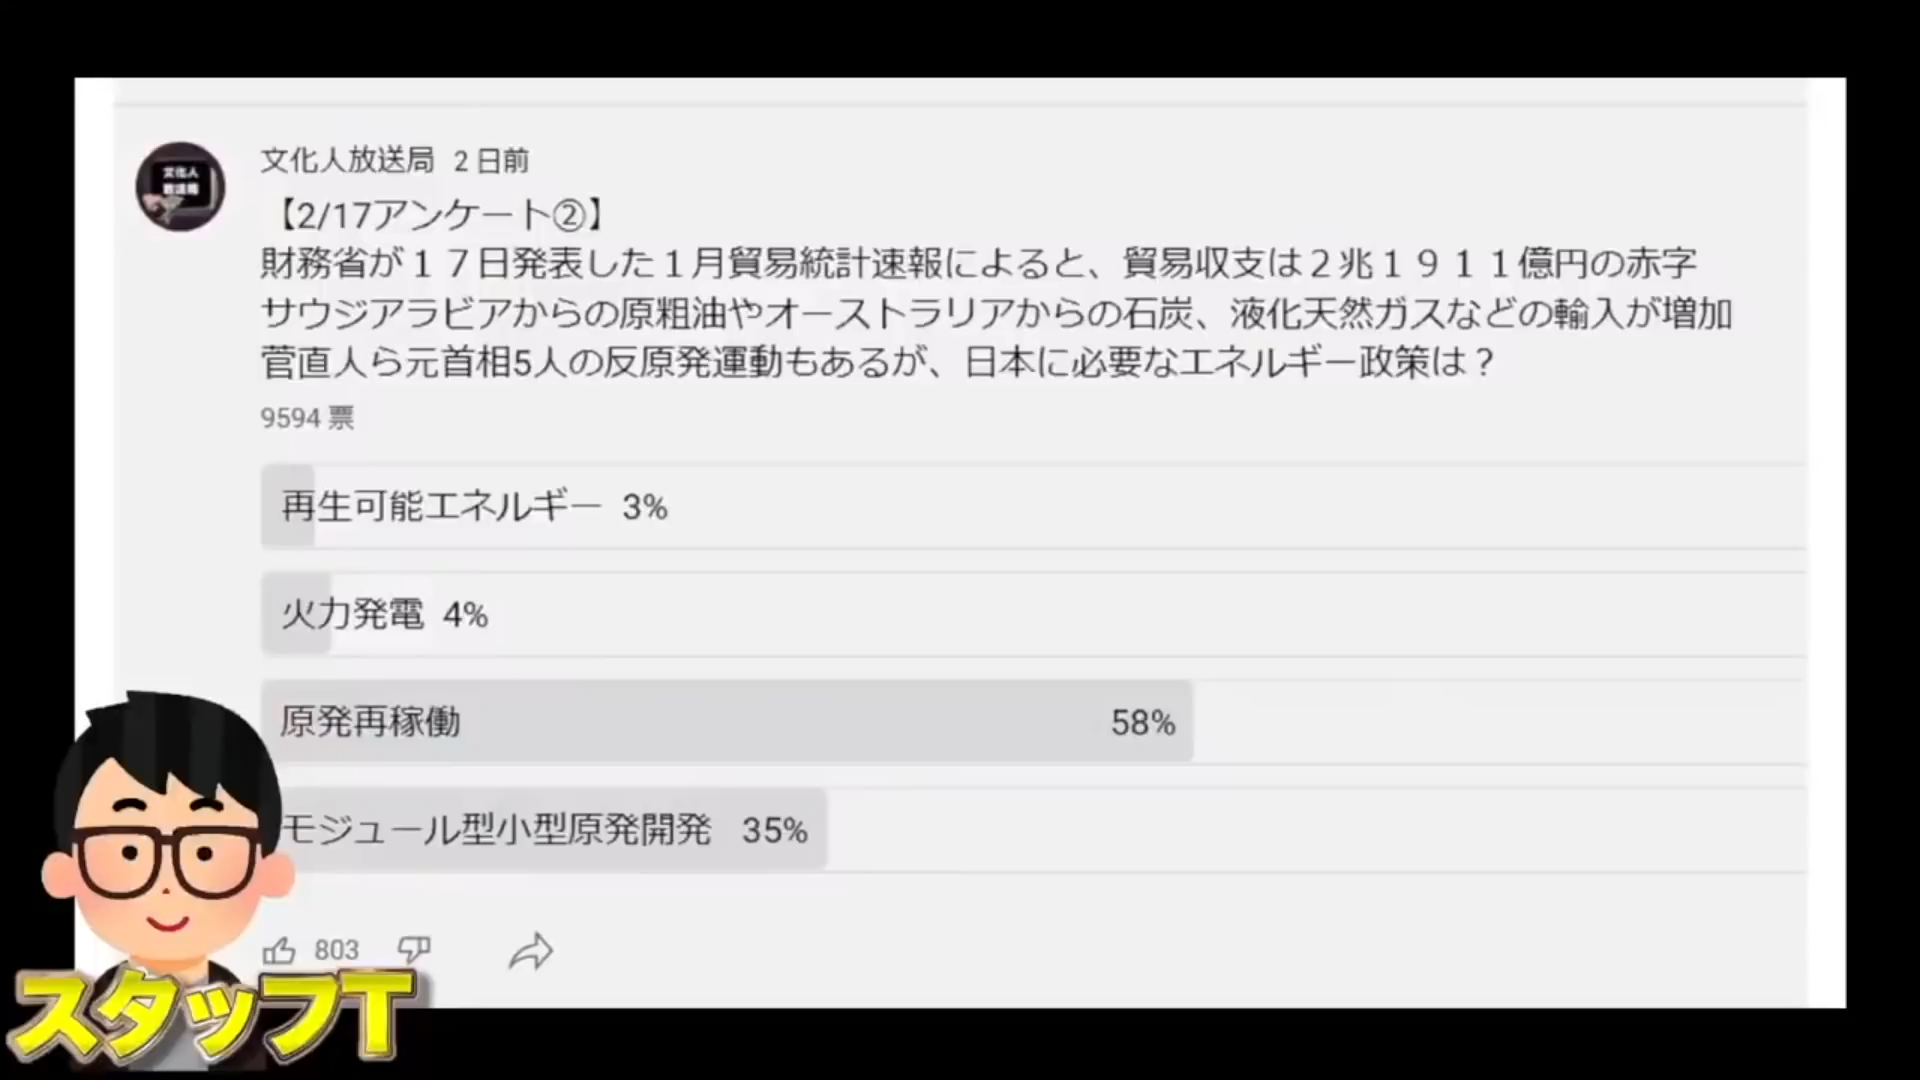 文化人放送局 2 日前
【2/17アンケート②】
財務省が１７日発表した１月貿易統計速報によると、貿易収支は２兆１９１１億円の赤字
サウジアラビアからの原粗油やオーストラリアからの石炭、液化天然ガスなどの輸入が増加
菅直人ら元首相5人の反原発運動もあるが、日本に必要なエネルギー政策は？
9594 票
再生可能エネルギー 3%
火力発電 4%
原発再稼働 58%
モジュール型小型原発開発 35%
803
スタッフT
文化人
放送局